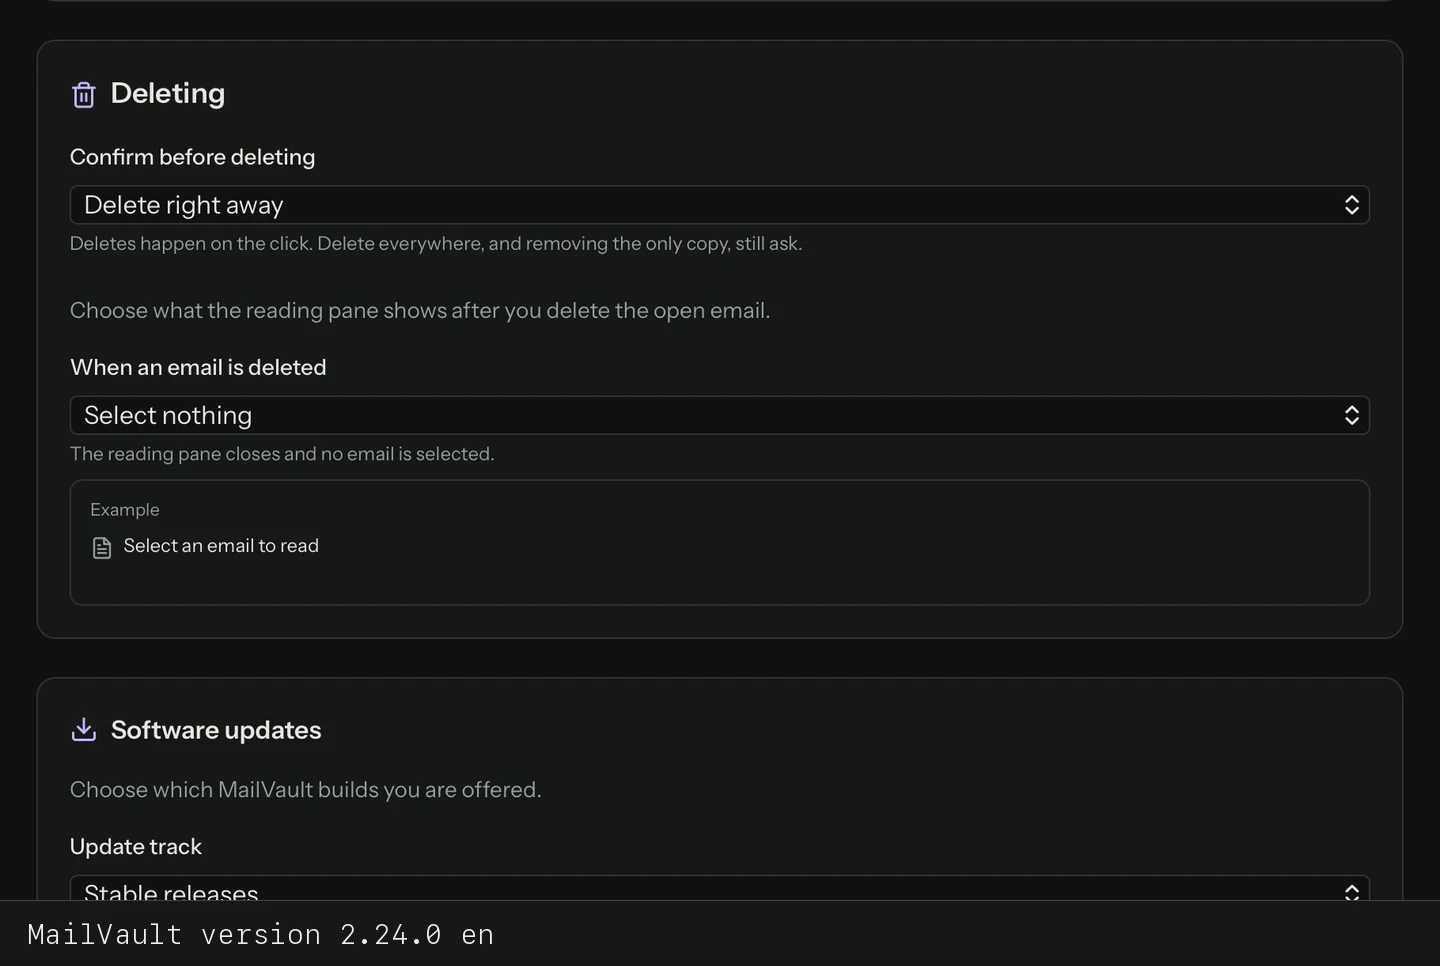 Deleting
Confirm before deleting
Delete right away
Deletes happen on the click. Delete everywhere, and removing the only copy, still ask.
Choose what the reading pane shows after you delete the open email.
When an email is deleted
Select nothing
The reading pane closes and no email is selected.
Example
Select an email to read
Software updates
Choose which MailVault builds you are offered.
Update track
Stable releases
MailVault version 2.24.0 en